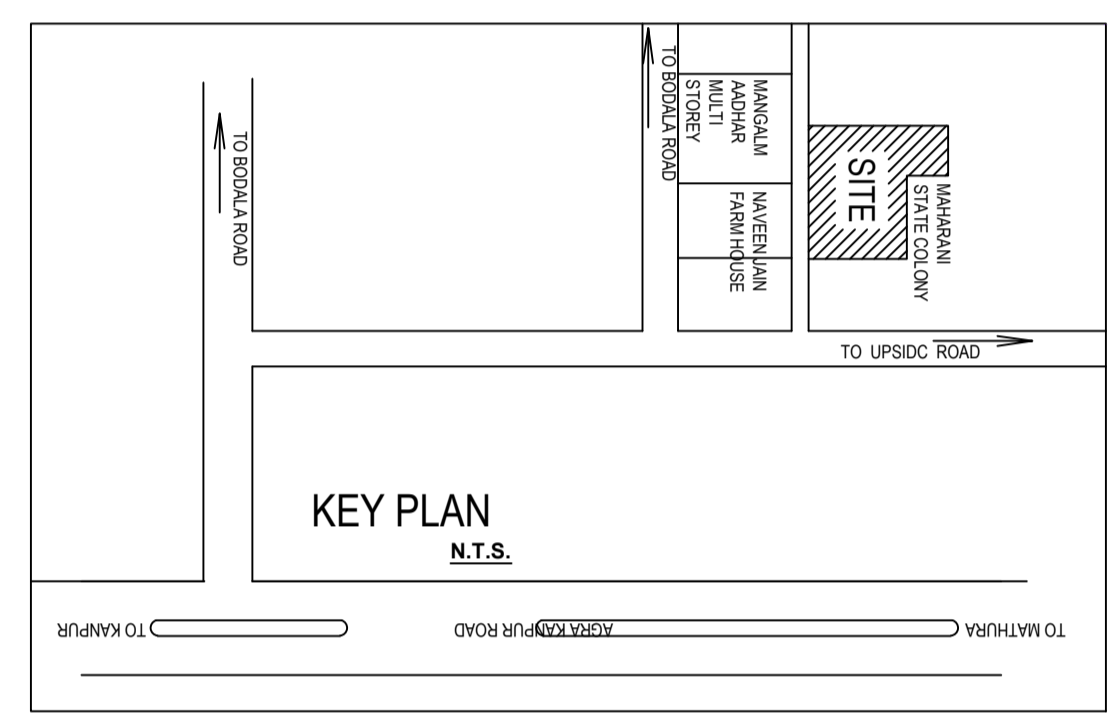 TO BODALA ROAD
TO BODALA ROAD
MANGALM
AADHAR
MULTI
STOREY
NAVEEN JAIN
FARM HOUSE
SITE
MAHARANI
STATE COLONY
TO UPSIDC ROAD
KEY PLAN
N.T.S.
TO KANPUR
AGRA KANPUR ROAD
TO MATHURA